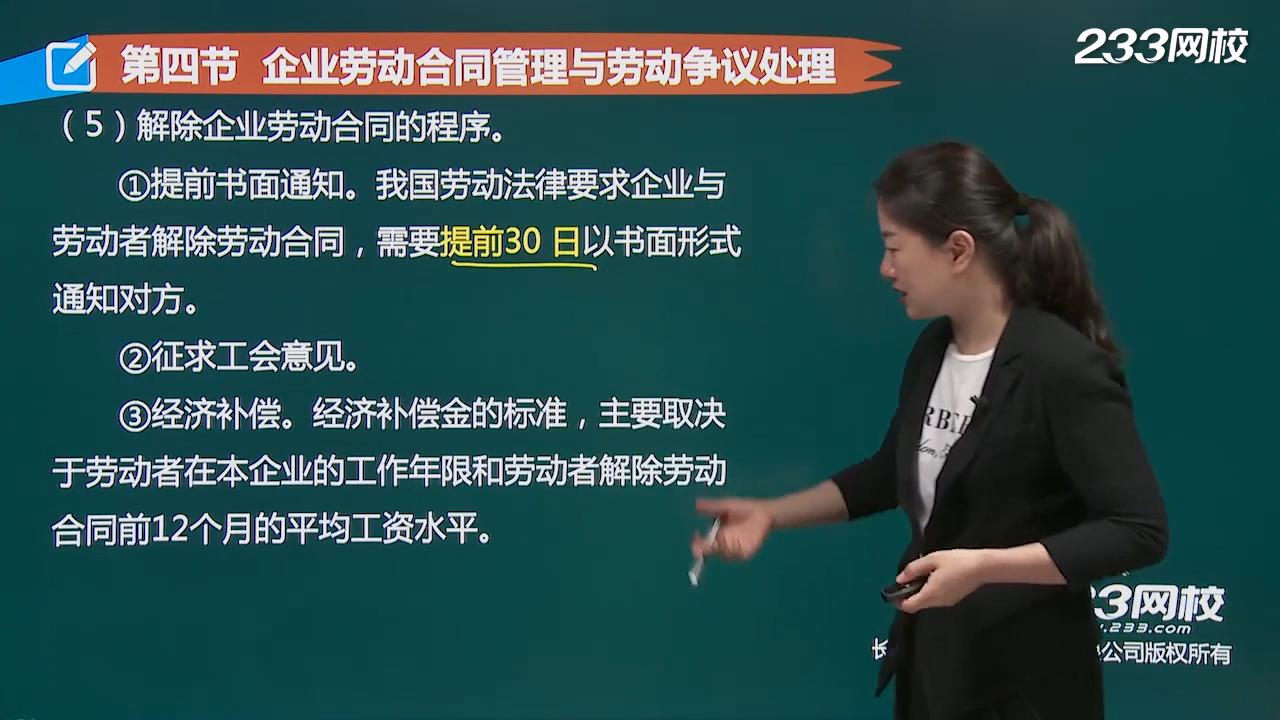 233网校
第四节 企业劳动合同管理与劳动争议处理
（5）解除企业劳动合同的程序。
①提前书面通知。我国劳动法律要求企业与
劳动者解除劳动合同，需要提前30 日以书面形式
通知对方。
②征求工会意见。
③经济补偿。经济补偿金的标准，主要取决
于劳动者在本企业的工作年限和劳动者解除劳动
合同前12个月的平均工资水平。
3网校
.233.com
长
公司版权所有